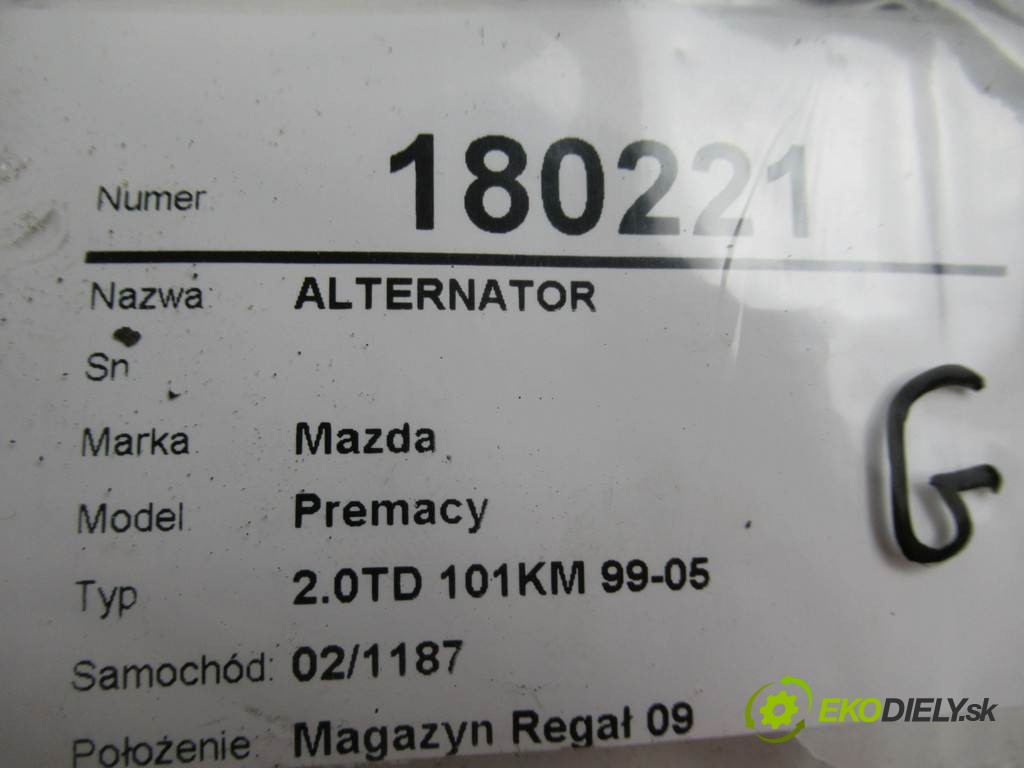 Numer: 180221
Nazwa: ALTERNATOR
Sn
Marka: Mazda
Model: Premacy
Typ 2.0TD 101KM 99-05
Samochód: 02/1187
Położenie: Magazyn Regał 09
G
EKODIELY.sk